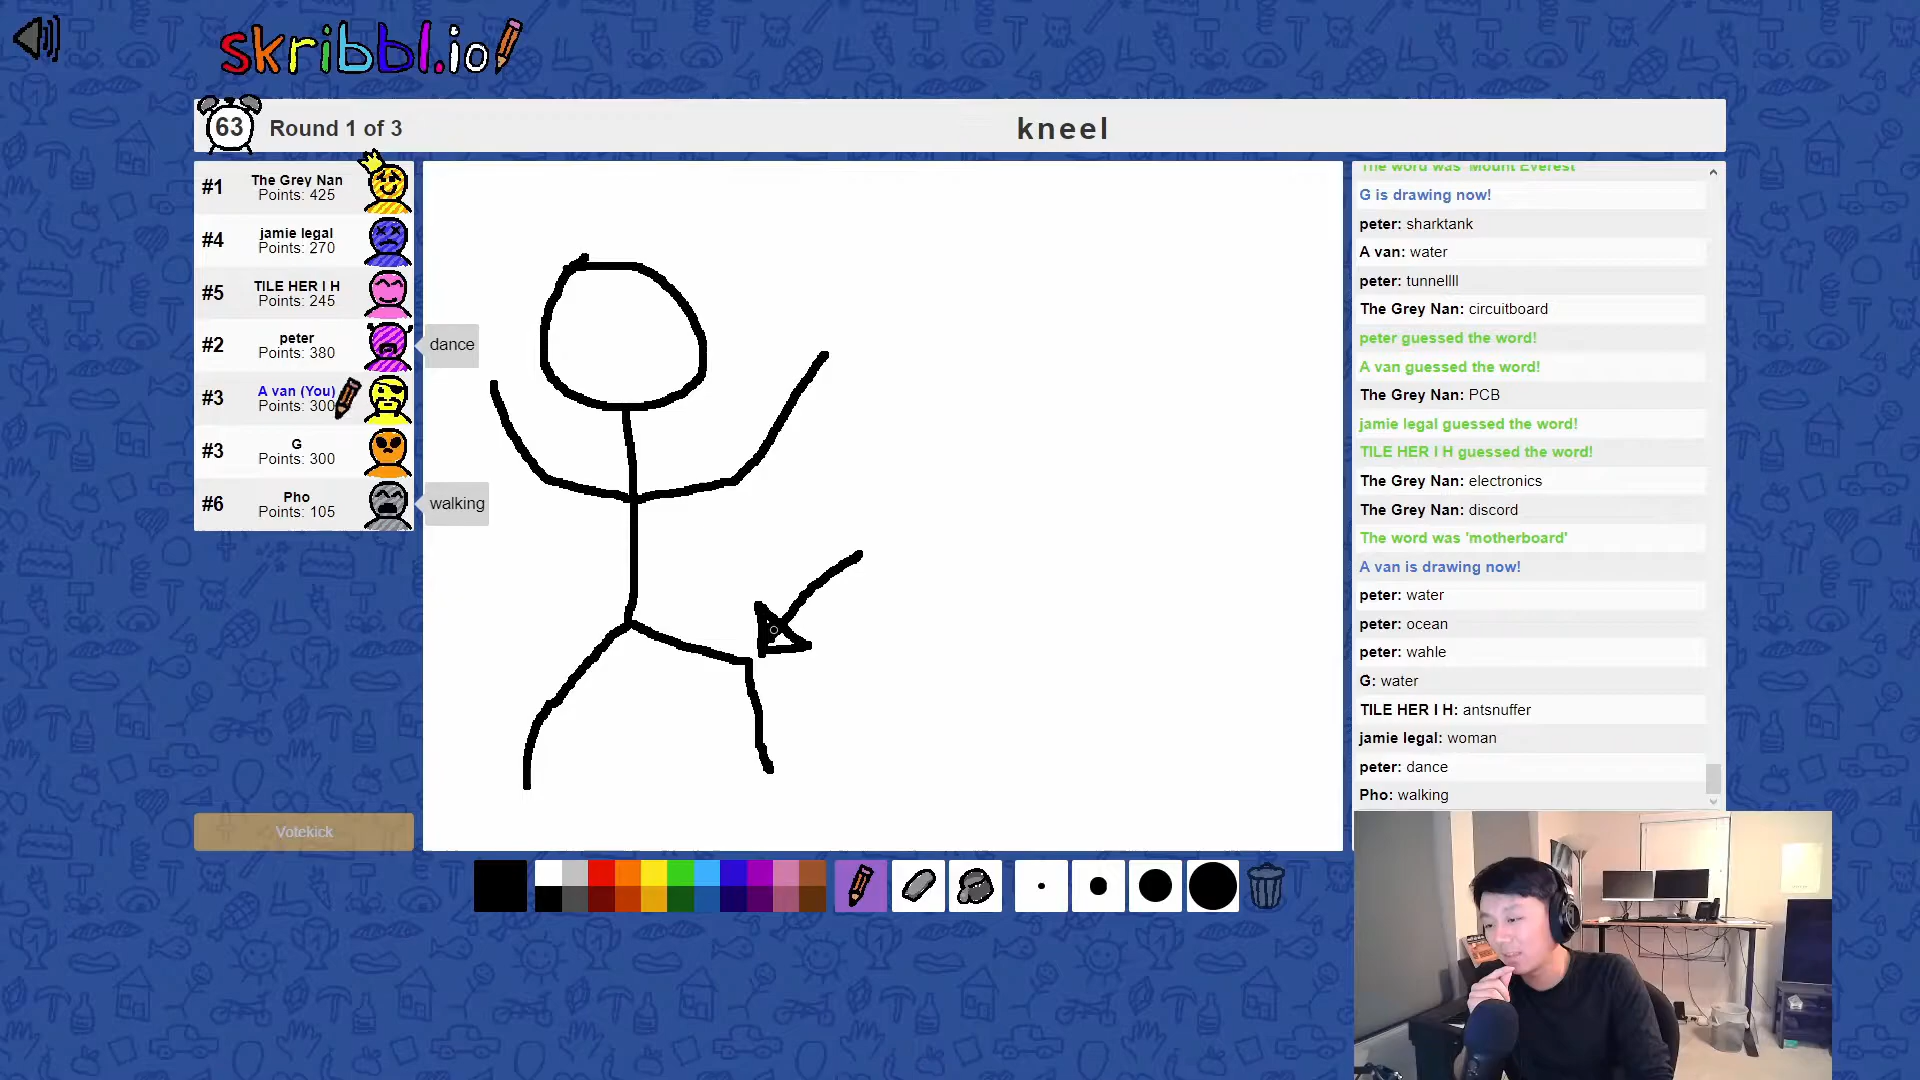 skribbl.io
63
Round 1 of 3
kneel
#1
The Grey Nan
Points: 425
#4
jamie legal
Points: 270
#5
TILE HER I H
Points: 245
#2
peter
Points: 380
dance
#3
A van (You)
Points: 300
#3
G
Points: 300
#6
Pho
Points: 105
walking
Votekick
The word was 'Mount Everest'
G is drawing now!
peter: sharktank
A van: water
peter: tunnellll
The Grey Nan: circuitboard
peter guessed the word!
A van guessed the word!
The Grey Nan: PCB
jamie legal guessed the word!
TILE HER I H guessed the word!
The Grey Nan: electronics
The Grey Nan: discord
The word was 'motherboard'
A van is drawing now!
peter: water
peter: ocean
peter: wahle
G: water
TILE HER I H: antsnuffer
jamie legal: woman
peter: dance
Pho: walking